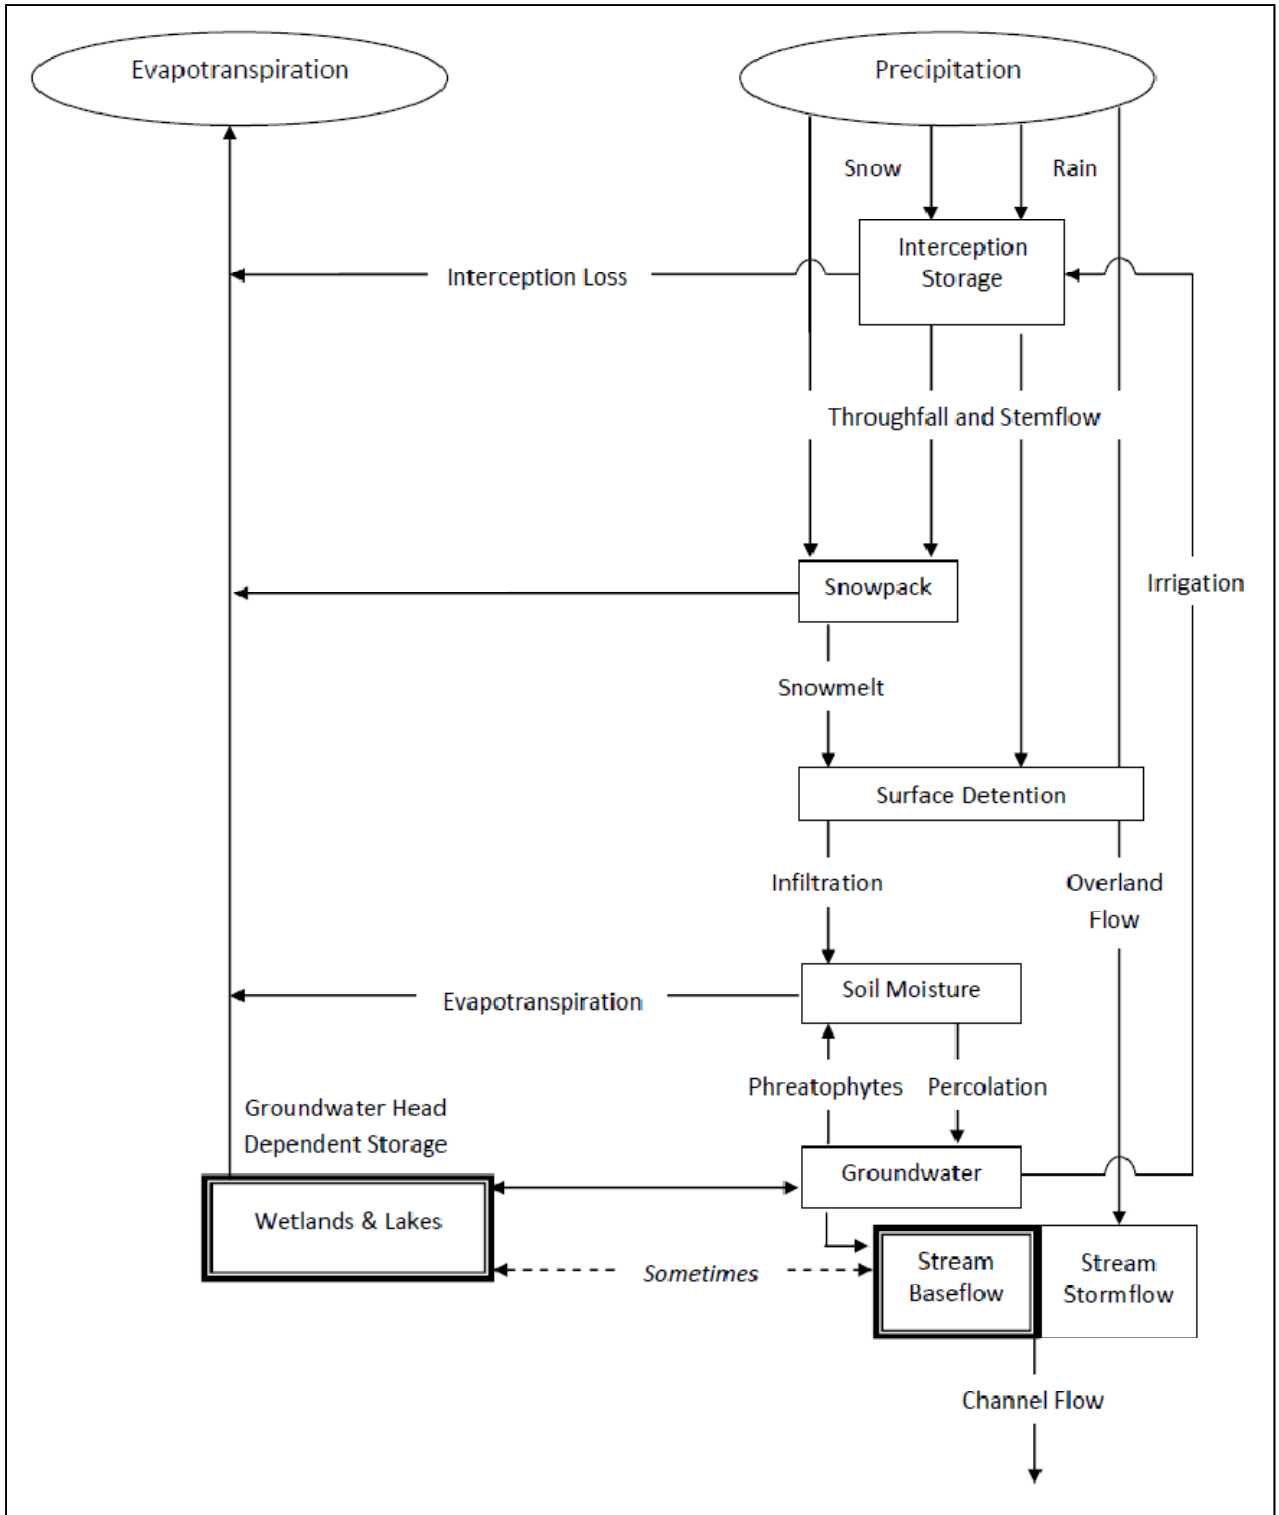 Evapotranspiration
Precipitation
Snow
Rain
Interception
Storage
Interception Loss
Throughfall and Stemflow
Snowpack
Irrigation
Snowmelt
Surface Detention
Infiltration
Overland
Flow
Soil Moisture
Evapotranspiration
Phreatophytes
Percolation
Groundwater Head
Dependent Storage
Groundwater
Wetlands & Lakes
Sometimes
Stream
Baseflow
Stream
Stormflow
Channel Flow